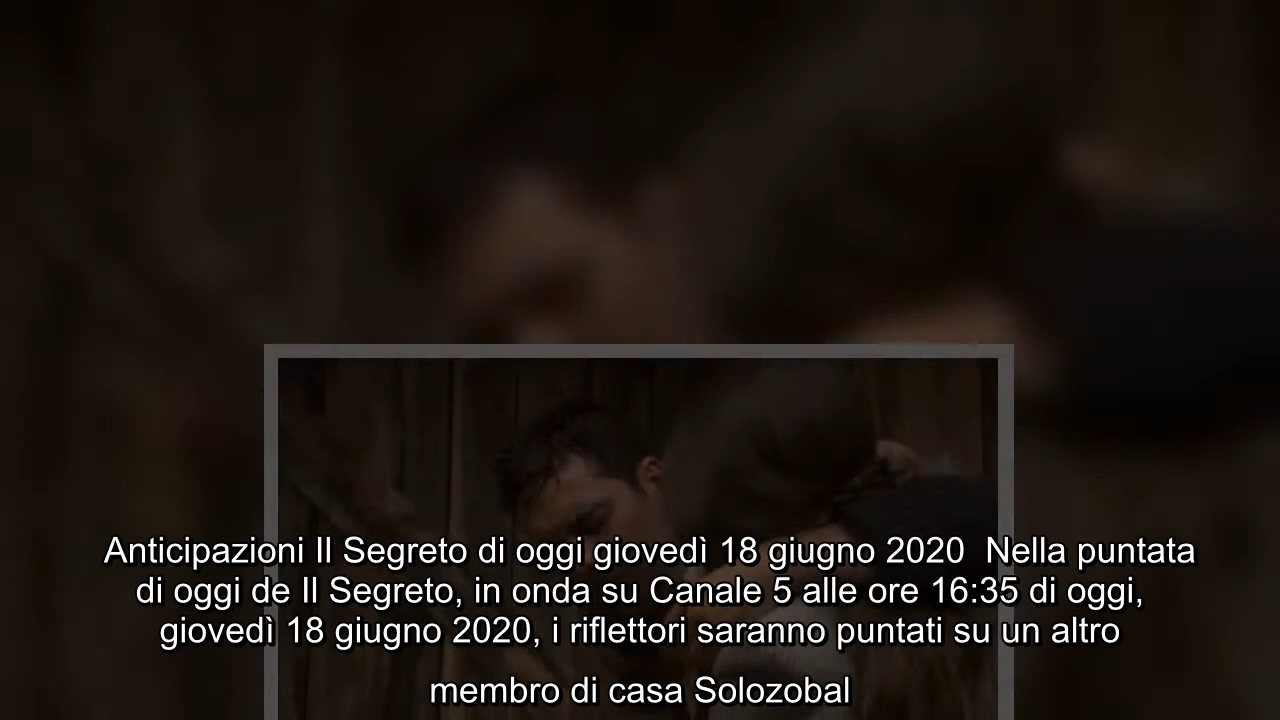 Anticipazioni Il Segreto di oggi giovedì 18 giugno 2020  Nella puntata
di oggi de Il Segreto, in onda su Canale 5 alle ore 16:35 di oggi,
giovedì 18 giugno 2020, i riflettori saranno puntati su un altro
membro di casa Solozobal